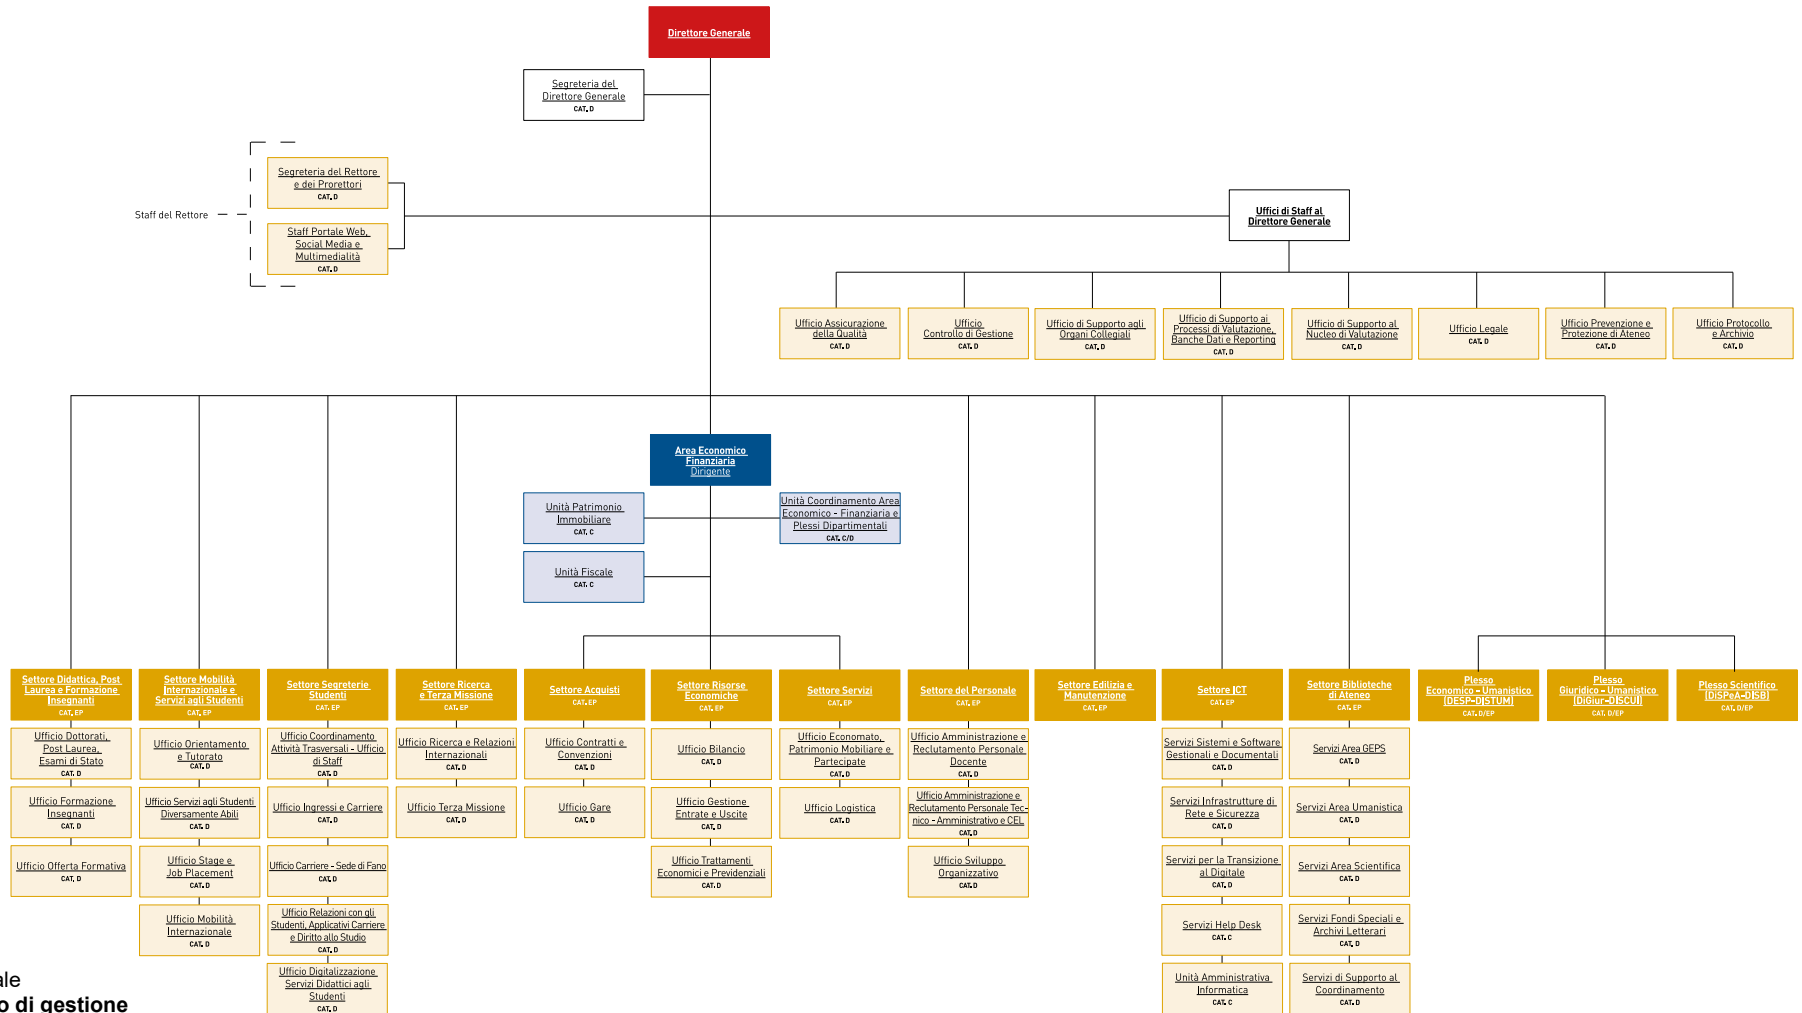 Direttore Generale
Segreteria del
Direttore Generale
CAT. D
Segreteria del Rettore
e dei Prorettori
CAT. D
Staff del Rettore
Staff Portale Web,
Social Media e
Multimedialità
CAT. D
Uffici di Staff al
Direttore Generale
Ufficio Assicurazione
della Qualità
CAT. D
Ufficio
Controllo di Gestione
CAT. D
Ufficio di Supporto agli
Organi Collegiali
CAT. D
Ufficio di Supporto ai
Processi di Valutazione,
Banche Dati e Reporting
CAT. D
Ufficio di Supporto al
Nucleo di Valutazione
CAT. D
Ufficio Legale
CAT. D
Ufficio Prevenzione e
Protezione di Ateneo
CAT. D
Ufficio Protocollo
e Archivio
CAT. D
Area Economico
Finanziaria
Dirigente
Unità Patrimonio
Immobiliare
CAT. C
Unità Coordinamento Area
Economico - Finanziaria e
Plessi Dipartimentali
CAT. C/D
Unità Fiscale
CAT. C
Settore Didattica, Post
Laurea e Formazione
Insegnanti
CAT. EP
Ufficio Dottorati,
Post Laurea,
Esami di Stato
CAT. D
Ufficio Formazione
Insegnanti
CAT. D
Ufficio Offerta Formativa
CAT. D
Settore Mobilità
Internazionale e
Servizi agli Studenti
CAT. EP
Ufficio Orientamento
e Tutorato
CAT. D
Ufficio Servizi agli Studenti
Diversamente Abili
CAT. D
Ufficio Stage e
Job Placement
CAT. D
Ufficio Mobilità
Internazionale
CAT. D
Settore Segreterie
Studenti
CAT. EP
Ufficio Coordinamento
Attività Trasversali - Ufficio
di Staff
CAT. D
Ufficio Ingressi e Carriere
CAT. D
Ufficio Carriere - Sede di Fano
CAT. D
Ufficio Relazioni con gli
Studenti, Applicativi Carriere
e Diritto allo Studio
CAT. D
Ufficio Digitalizzazione
Servizi Didattici agli
Studenti
CAT. D
Settore Ricerca
e Terza Missione
CAT. EP
Ufficio Ricerca e Relazioni
Internazionali
CAT. D
Ufficio Terza Missione
CAT. D
Settore Acquisti
CAT. EP
Ufficio Contratti e
Convenzioni
CAT. D
Ufficio Gare
CAT. D
Settore Risorse
Economiche
CAT. EP
Ufficio Bilancio
CAT. D
Ufficio Gestione
Entrate e Uscite
CAT. D
Ufficio Trattamenti
Economici e Previdenziali
CAT. D
Settore Servizi
CAT. EP
Ufficio Economato,
Patrimonio Mobiliare e
Partecipate
CAT. D
Ufficio Logistica
CAT. D
Settore del Personale
CAT. EP
Ufficio Amministrazione e
Reclutamento Personale
Docente
CAT. D
Ufficio Amministrazione e
Reclutamento Personale Tec-
nico - Amministrativo e CEL
CAT. D
Ufficio Sviluppo
Organizzativo
CAT. D
Settore Edilizia e
Manutenzione
CAT. EP
Settore ICT
CAT. EP
Servizi Sistemi e Software
Gestionali e Documentali
CAT. D
Servizi Infrastrutture di
Rete e Sicurezza
CAT. D
Servizi per la Transizione
al Digitale
CAT. D
Servizi Help Desk
CAT. C
Unità Amministrativa
Informatica
CAT. C
Settore Biblioteche
di Ateneo
CAT. EP
Servizi Area GEPS
CAT. D
Servizi Area Umanistica
CAT. D
Servizi Area Scientifica
CAT. D
Servizi Fondi Speciali e
Archivi Letterari
CAT. D
Servizi di Supporto al
Coordinamento
CAT. D
Plesso
Economico - Umanistico
(DESP-DISTUM)
CAT. D/EP
Plesso
Giuridico - Umanistico
(DiGiur-DISCUI)
CAT. D/EP
Plesso Scientifico
(DiSPeA-DISB)
CAT. D/EP
ale
o di gestione